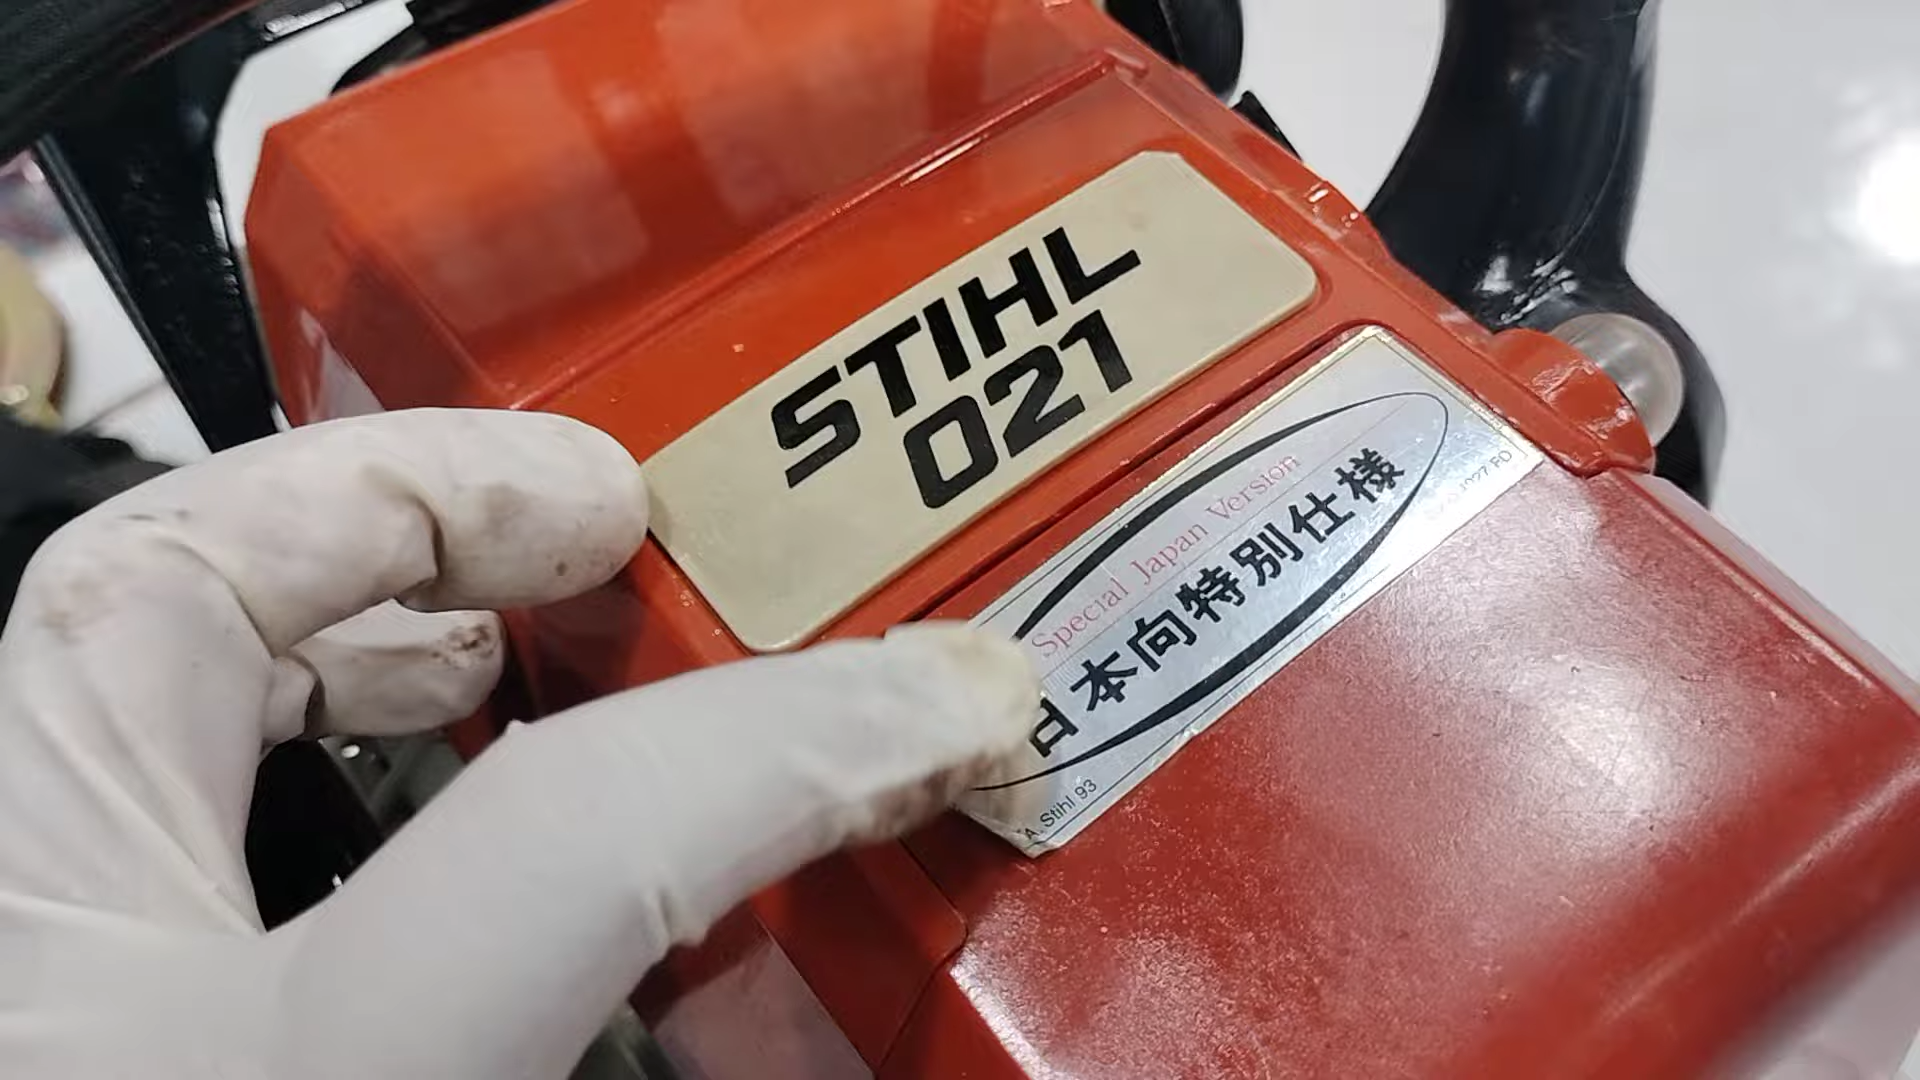 STIHL
021
Special Japan Version
日本向特別仕様
A. Stihl 93